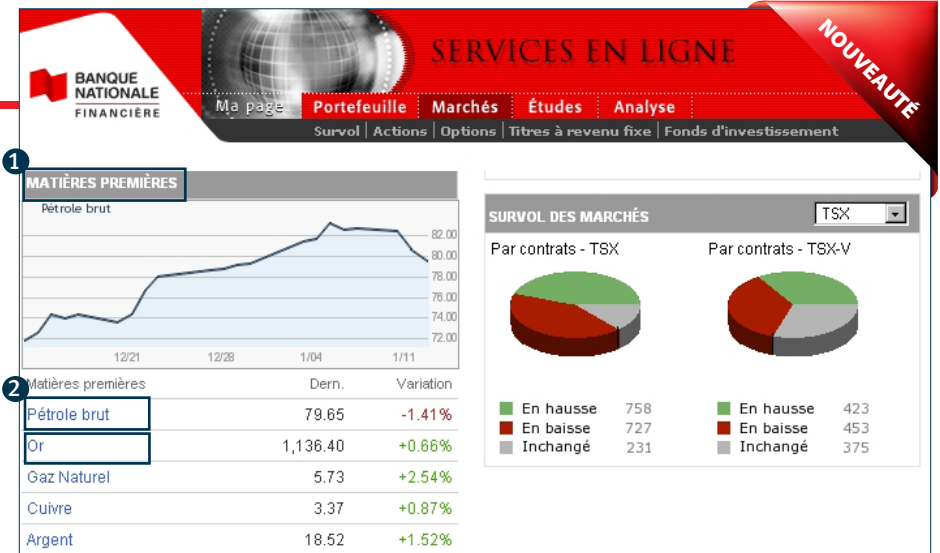 BANQUE
NATIONALE
FINANCIÈRE
SERVICES EN LIGNE
NOUVEAUTÉ
Ma page Portefeuille Marchés Études Analyse
Survol | Actions | Options | Titres à revenu fixe | Fonds d'investissement
1
MATIÈRES PREMIÈRES
Pétrole brut
82.00
80.00
78.00
76.00
74.00
72.00
12/21 12/28 1/04 1/11
2
Matières premières Dern. Variation
Pétrole brut 79.65 -1.41%
Or 1,136.40 +0.66%
Gaz Naturel 5.73 +2.54%
Cuivre 3.37 +0.87%
Argent 18.52 +1.52%
SURVOL DES MARCHÉS TSX
Par contrats - TSX Par contrats - TSX-V
En hausse 758 En hausse 423
En baisse 727 En baisse 453
Inchangé 231 Inchangé 375